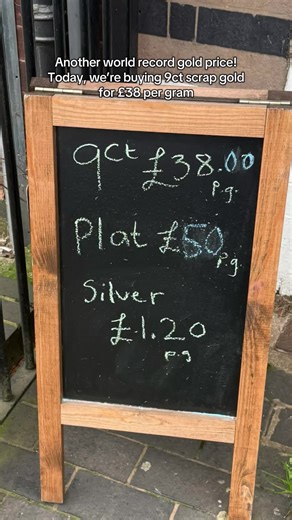 Another world record gold price!
Today, we're buying 9ct scrap gold
for £38 per gram
9ct £38.00
p.g.
Plat £50
p.g.
Silver
£1.20
p.g